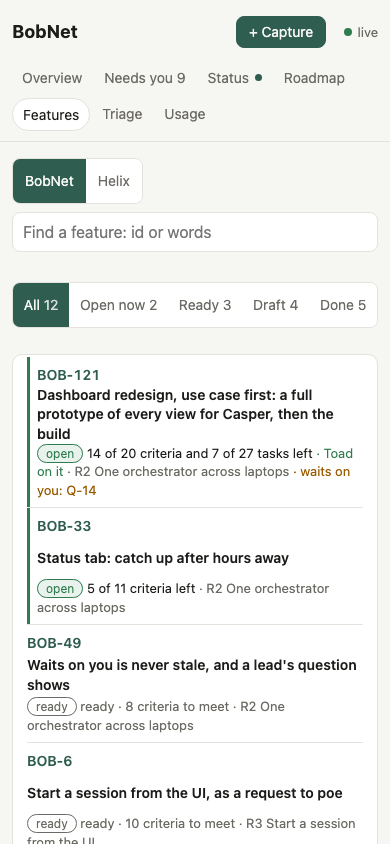 BobNet
+ Capture
live
Overview
Needs you 9
Status
Roadmap
Features
Triage
Usage
BobNet
Helix
Find a feature: id or words
All 12
Open now 2
Ready 3
Draft 4
Done 5
BOB-121
Dashboard redesign, use case first: a full
prototype of every view for Casper, then the
build
open 14 of 20 criteria and 7 of 27 tasks left · Toad
on it · R2 One orchestrator across laptops · waits on
you: Q-14
BOB-33
Status tab: catch up after hours away
open 5 of 11 criteria left · R2 One orchestrator
across laptops
BOB-49
Waits on you is never stale, and a lead's question
shows
ready ready · 8 criteria to meet · R2 One
orchestrator across laptops
BOB-6
Start a session from the UI, as a request to poe
ready ready · 10 criteria to meet · R3 Start a session
from the UI